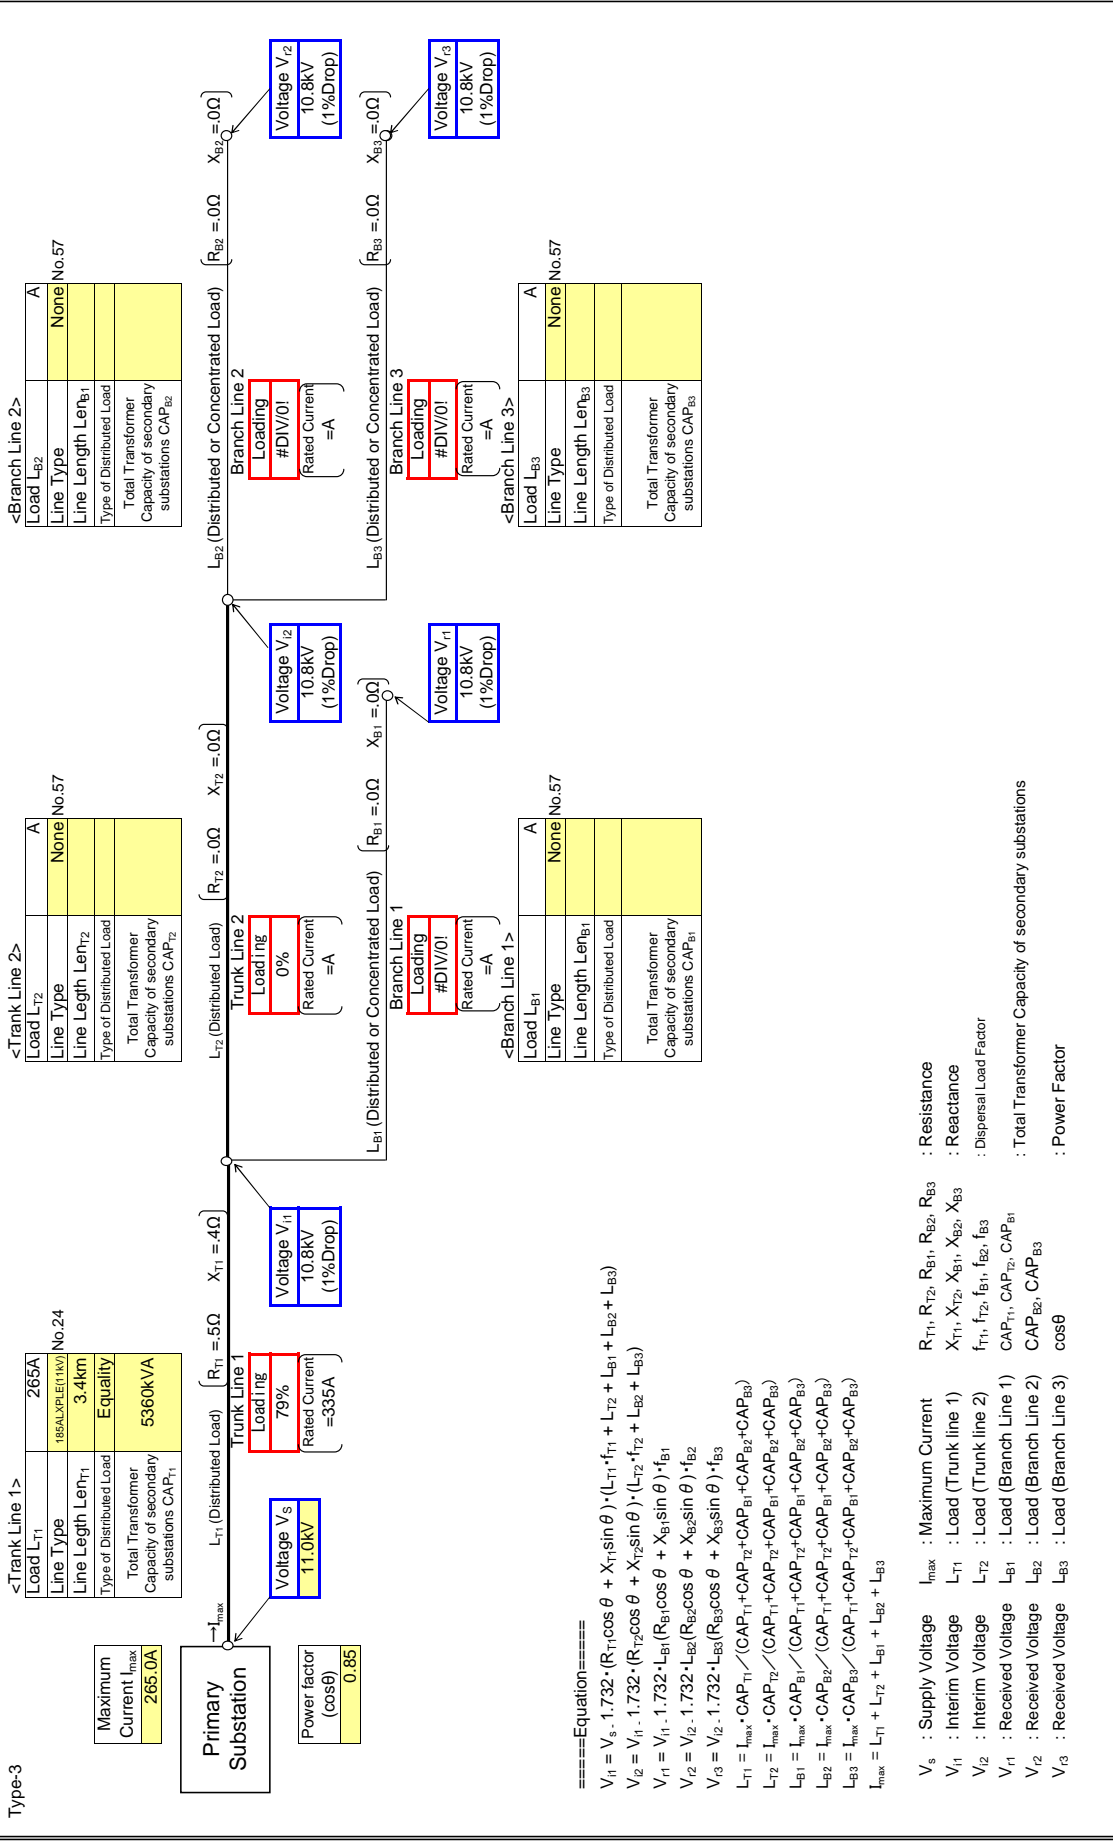 Type-3
Maximum
Current Imax
265.0A
Primary
Substation
Power factor
(cosθ)
0.85
→Imax
Voltage VS
11.0kV
<Trank Line 1>
Load LT1 265A
Line Type 185ALXPLE(11kV) No.24
Line Length LenT1 3.4km
Type of Distributed Load Equality
Total Transformer
Capacity of secondary
substations CAPT1
5360kVA
LT1 (Distributed Load)
RT1 =.5Ω XT1 =.4Ω
Trunk Line 1
Loading
79%
Rated Current
=335A
Voltage Vi1
10.8kV
(1%Drop)
<Trank Line 2>
Load LT2 A
Line Type None No.57
Line Legth LenT2
Type of Distributed Load
Total Transformer
Capacity of secondary
substations CAPT2
LT2 (Distributed Load)
RT2 =.0Ω XT2 =.0Ω
Trunk Line 2
Loading
0%
Rated Current
=A
Voltage Vi2
10.8kV
(1%Drop)
LB1 (Distributed or Concentrated Load)
RB1 =.0Ω XB1 =.0Ω
Branch Line 1
Loading
#DIV/0!
Rated Current
=A
Voltage Vr1
10.8kV
(1%Drop)
<Branch Line 1>
Load LB1 A
Line Type None No.57
Line Length LenB1
Type of Distributed Load
Total Transformer
Capacity of secondary
substations CAPB1
<Branch Line 2>
Load LB2 A
Line Type None No.57
Line Length LenB1
Type of Distributed Load
Total Transformer
Capacity of secondary
substations CAPB2
LB2 (Distributed or Concentrated Load)
RB2 =.0Ω XB2 =.0Ω
Branch Line 2
Loading
#DIV/0!
Rated Current
=A
Voltage Vr2
10.8kV
(1%Drop)
LB3 (Distributed or Concentrated Load)
RB3 =.0Ω XB3 =.0Ω
Branch Line 3
Loading
#DIV/0!
Rated Current
=A
Voltage Vr3
10.8kV
(1%Drop)
<Branch Line 3>
Load LB3 A
Line Type None No.57
Line Length LenB3
Type of Distributed Load
Total Transformer
Capacity of secondary
substations CAPB3
=====Equation=====
Vi1 = VS - 1.732・(RT1cosθ + XT1sinθ)・(LT1・fT1 + LT2 + LB1 + LB2 + LB3)
Vi2 = Vi1 - 1.732・(RT2cosθ + XT2sinθ)・(LT2・fT2 + LB2 + LB3)
Vr1 = Vi1 - 1.732・LB1(RB1cosθ + XB1sinθ)・fB1
Vr2 = Vi2 - 1.732・LB2(RB2cosθ + XB2sinθ)・fB2
Vr3 = Vi2 - 1.732・LB3(RB3cosθ + XB3sinθ)・fB3
LT1 = Imax・CAPT1／(CAPT1+CAPT2+CAPB1+CAPB2+CAPB3)
LT2 = Imax・CAPT2／(CAPT1+CAPT2+CAPB1+CAPB2+CAPB3)
LB1 = Imax・CAPB1／(CAPT1+CAPT2+CAPB1+CAPB2+CAPB3)
LB2 = Imax・CAPB2／(CAPT1+CAPT2+CAPB1+CAPB2+CAPB3)
LB3 = Imax・CAPB3／(CAPT1+CAPT2+CAPB1+CAPB2+CAPB3)
Imax = LT1 + LT2 + LB1 + LB2 + LB3
Vs : Supply Voltage Imax : Maximum Current RT1, RT2, RB1, RB2, RB3 : Resistance
Vi1 : Interim Voltage LT1 : Load (Trunk line 1) XT1, XT2, XB1, XB2, XB3 : Reactance
Vi2 : Interim Voltage LT2 : Load (Trunk line 2) fT1, fT2, fB1, fB2, fB3 : Dispersal Load Factor
Vr1 : Received Voltage LB1 : Load (Branch Line 1) CAPT1, CAPT2, CAPB1 : Total Transformer Capacity of secondary substations
Vr2 : Received Voltage LB2 : Load (Branch Line 2) CAPB2, CAPB3
Vr3 : Received Voltage LB3 : Load (Branch Line 3) cosθ : Power Factor